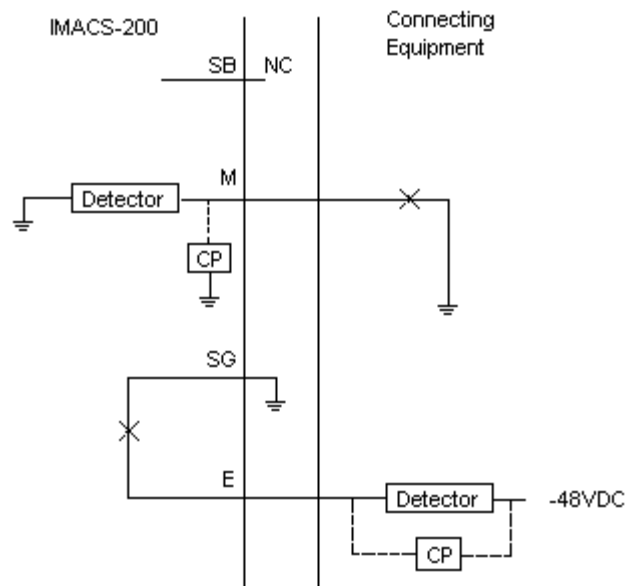 IMACS-200
Connecting
Equipment
SB NC
M
Detector
CP
SG
E
Detector -48VDC
CP